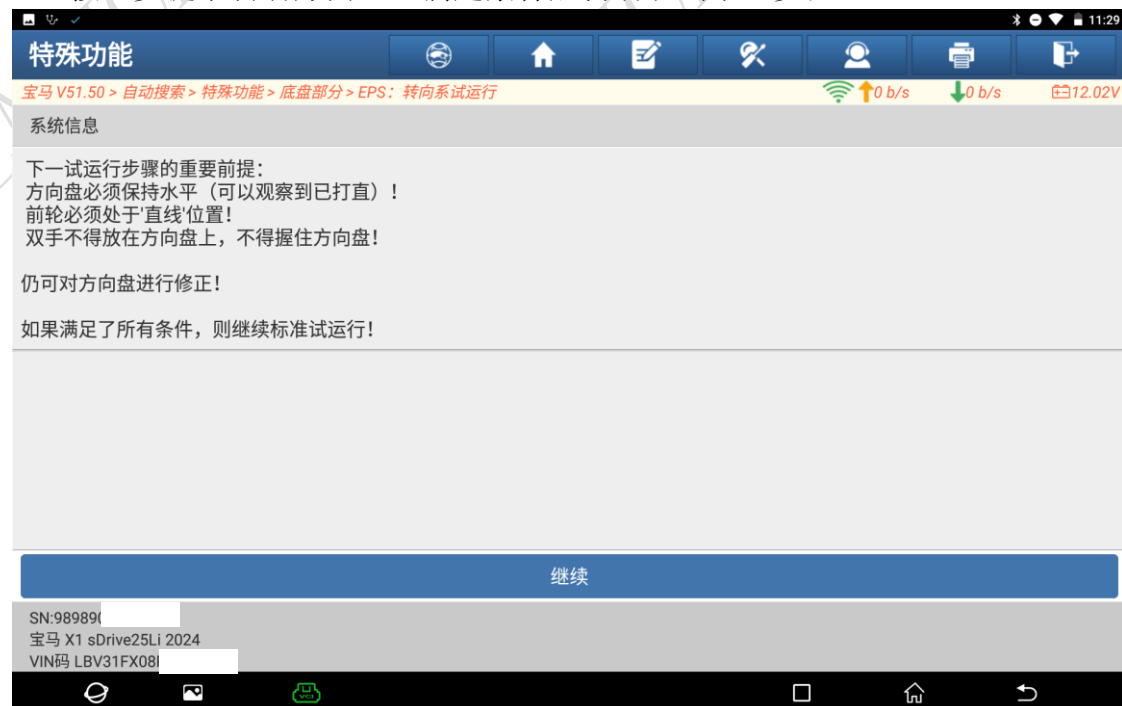 11:29
特殊功能
宝马 V51.50 > 自动搜索 > 特殊功能 > 底盘部分 > EPS：转向系试运行
0 b/s
0 b/s
12.02V
系统信息
下一试运行步骤的重要前提：
方向盘必须保持水平（可以观察到已打直）！
前轮必须处于'直线'位置！
双手不得放在方向盘上，不得握住方向盘！
仍可对方向盘进行修正！
如果满足了所有条件，则继续标准试运行！
继续
SN:98989
宝马 X1 sDrive25Li 2024
VIN码 LBV31FX08
VCI